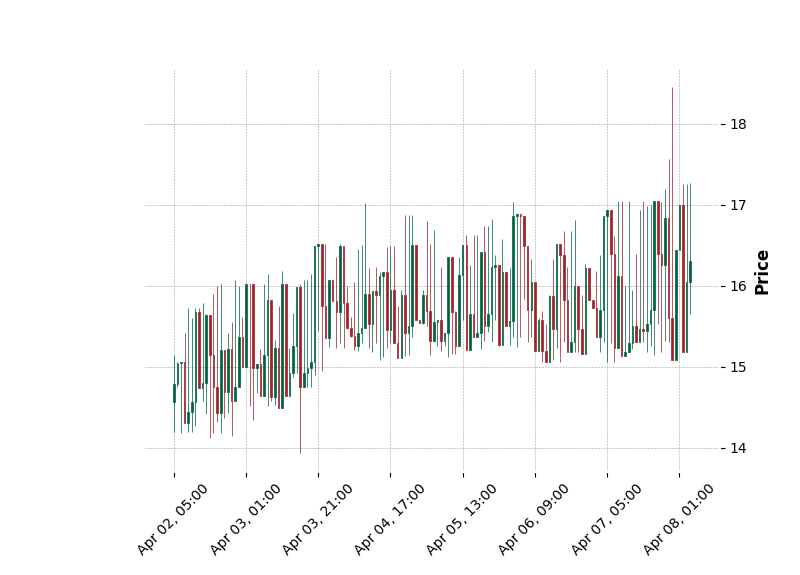 18
17
16
15
14
Price
Apr 02, 05:00
Apr 03, 01:00
Apr 03, 21:00
Apr 04, 17:00
Apr 05, 13:00
Apr 06, 09:00
Apr 07, 05:00
Apr 08, 01:00